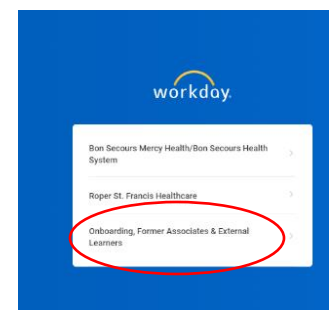 workday.
Bon Secours Mercy Health/Bon Secours Health
System
Roper St. Francis Healthcare
Onboarding, Former Associates & External
Learners